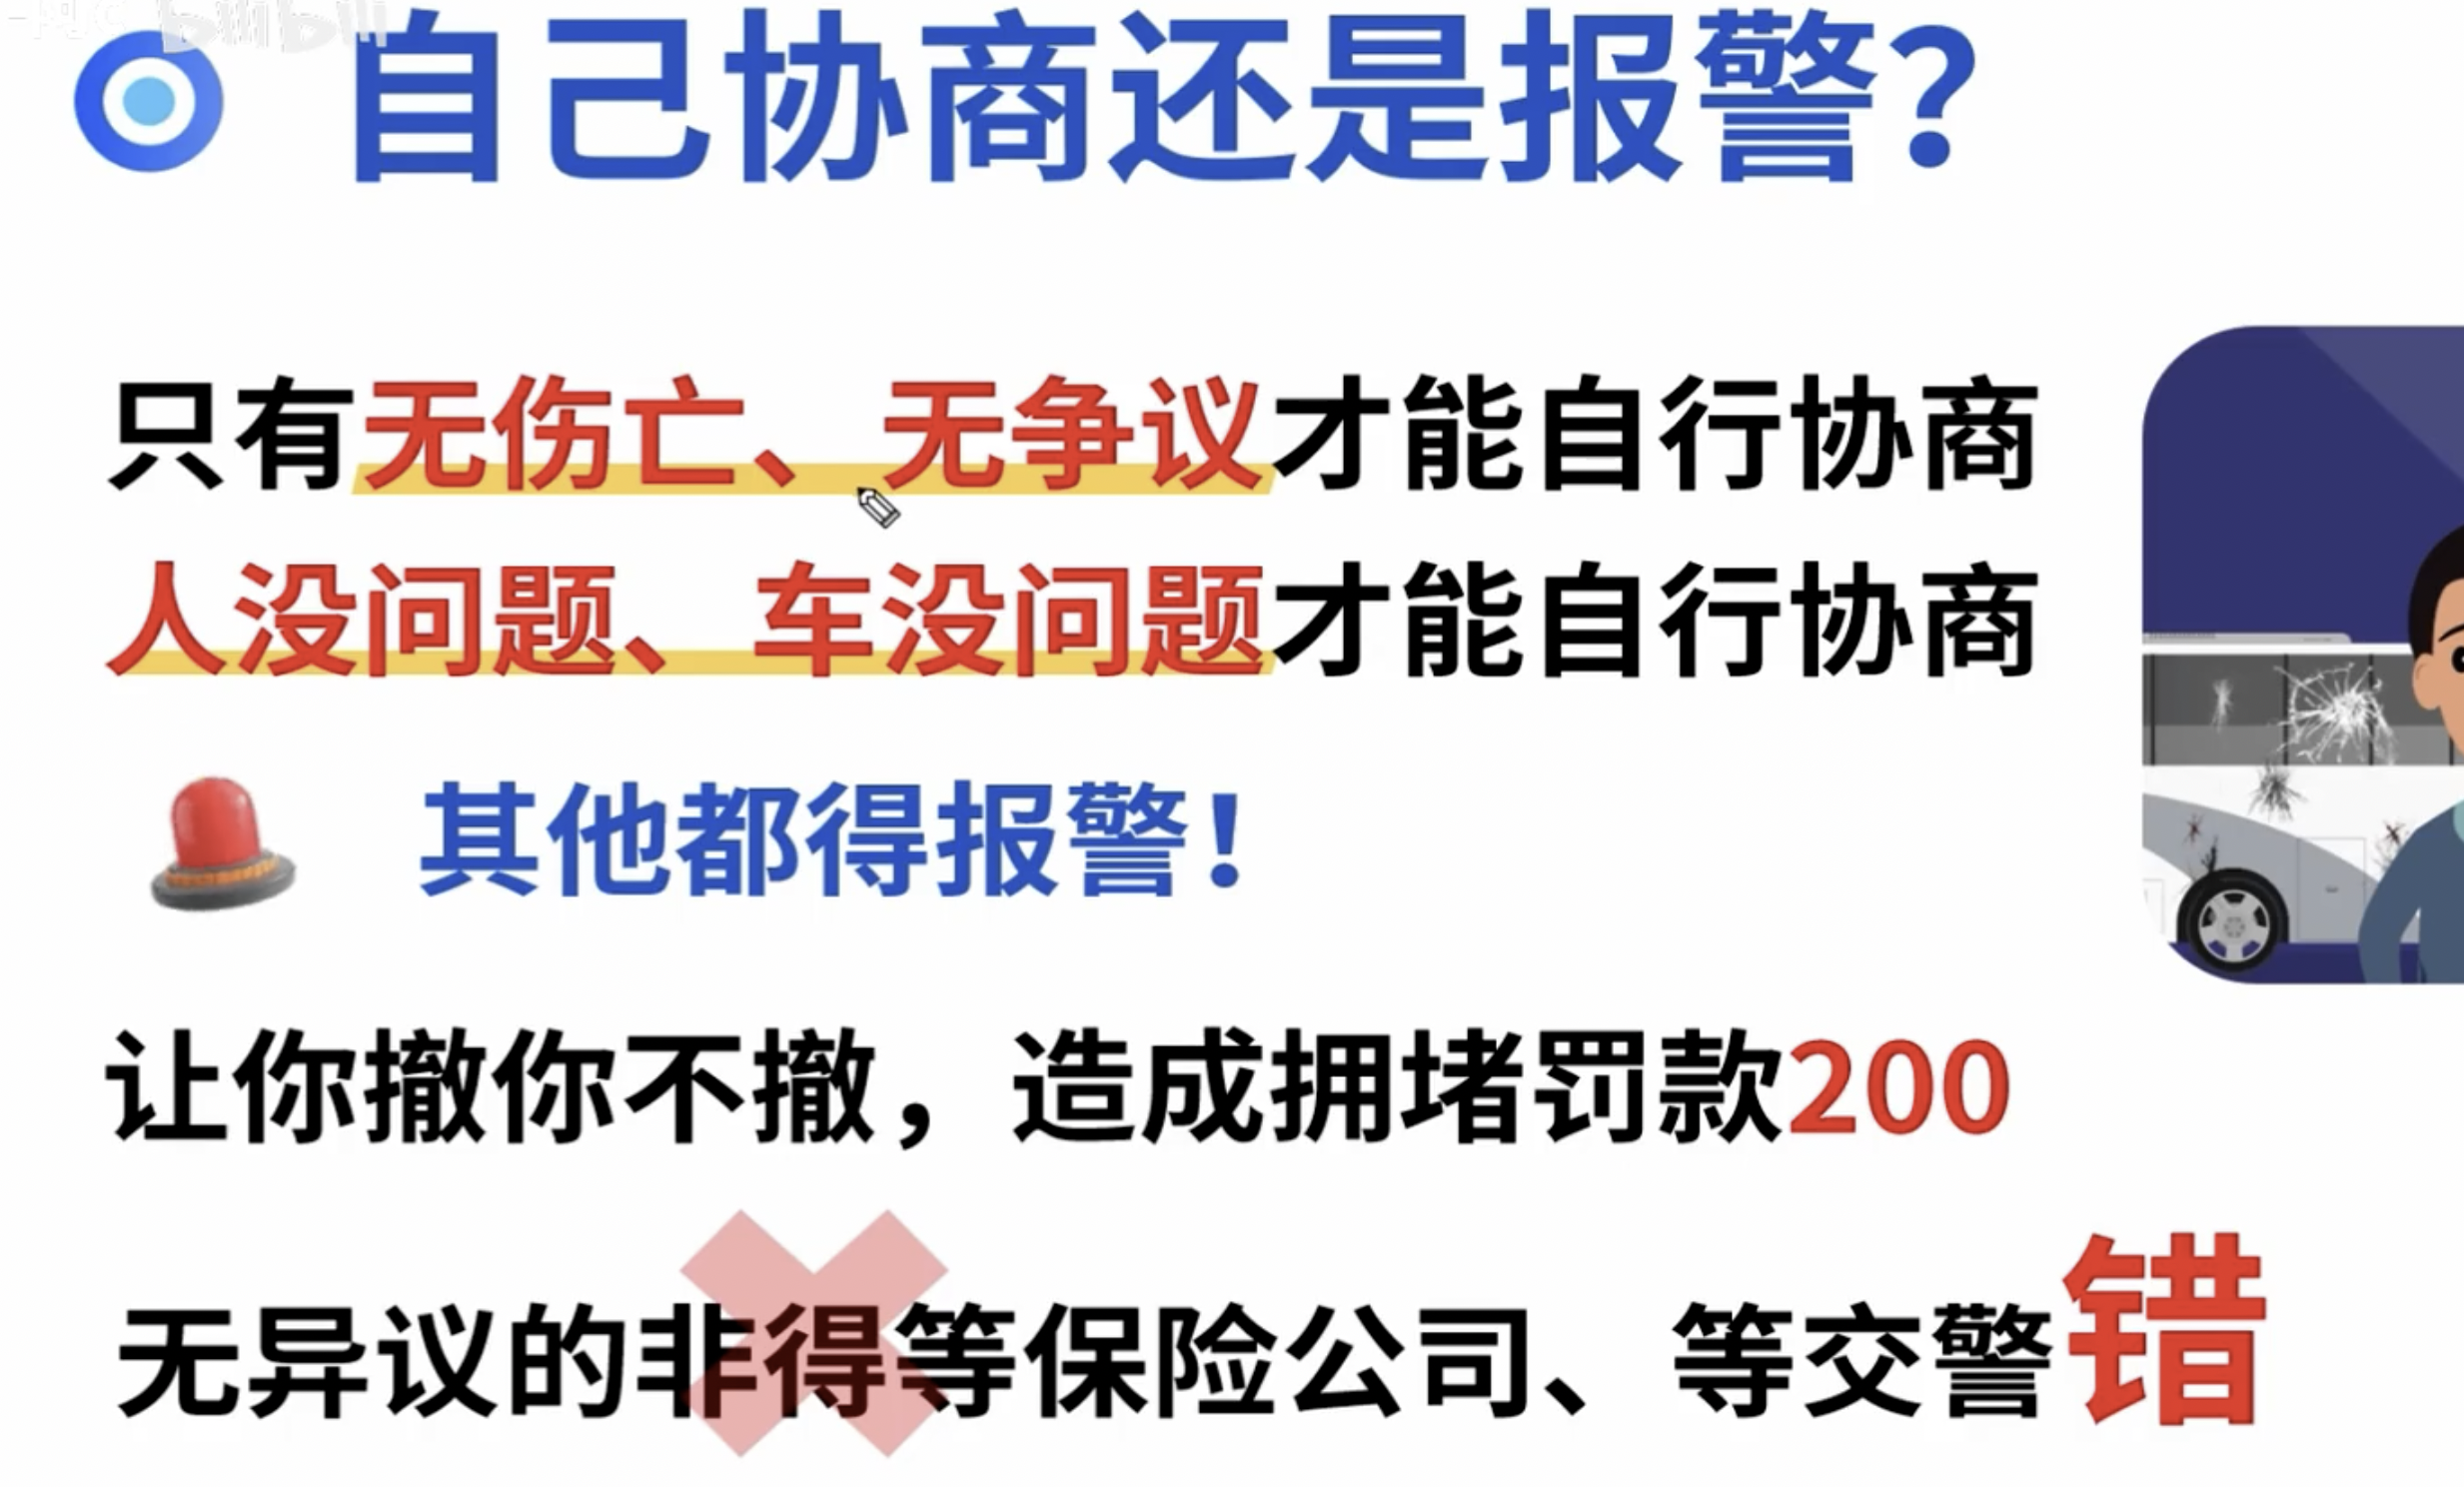 bilibili
自己协商还是报警？
只有无伤亡、无争议才能自行协商
人没问题、车没问题才能自行协商
其他都得报警！
让你撤你不撤，造成拥堵罚款200
无异议的非得等保险公司、等交警错